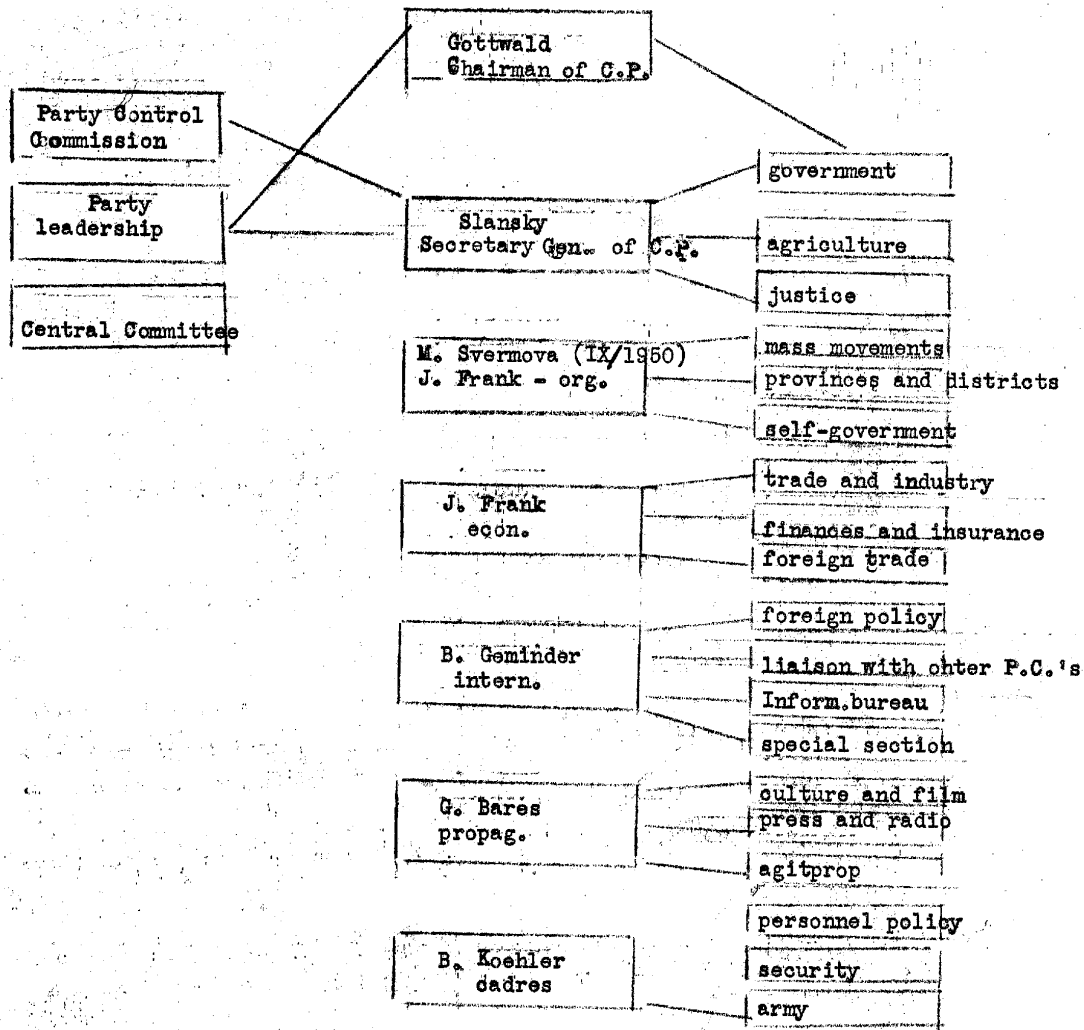 Gottwald
Chairman of C.P.
Party Control
Commission
Party
leadership
Central Committee
Slansky
Secretary Gen. of C.P.
M. Svermova (IX/1950)
J. Frank - org.
J. Frank
econ.
B. Geminder
intern.
G. Bares
propag.
B. Koehler
cadres
government
agriculture
justice
mass movements
provinces and districts
self-government
trade and industry
finances and insurance
foreign trade
foreign policy
liaison with ohter P.C.'s
Inform.bureau
special section
culture and film
press and radio
agitprop
personnel policy
security
army